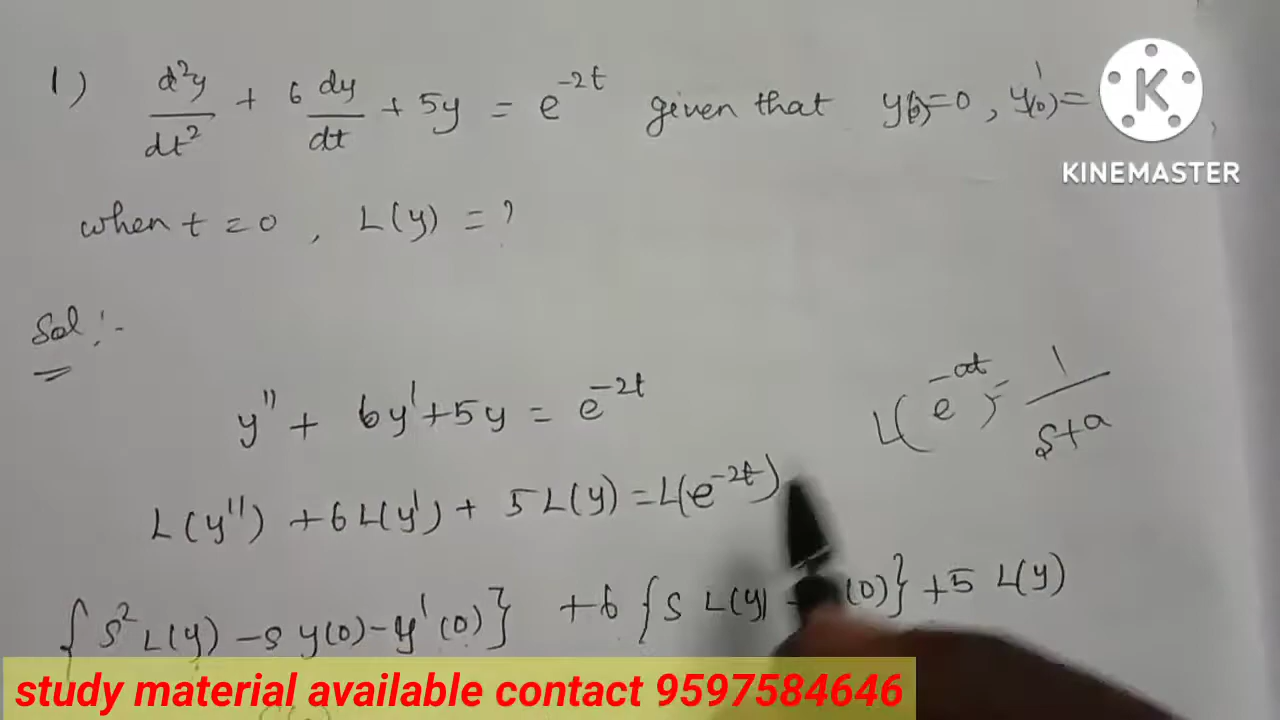 1) d²y/dt² + 6 dy/dt + 5y = e^{-2t} given that y(0)=0, y'(0)=
K
KINEMASTER
when t = 0, L(y) = ?
Sol :-
y'' + 6y' + 5y = e^{-2t}
L(e^{-at}) = 1/(s+a)
L(y'') + 6L(y') + 5L(y) = L(e^{-2t})
{s² L(y) - s y(0) - y'(0)} + 6 {s L(y) - (0)} + 5 L(y)
study material available contact 9597584646